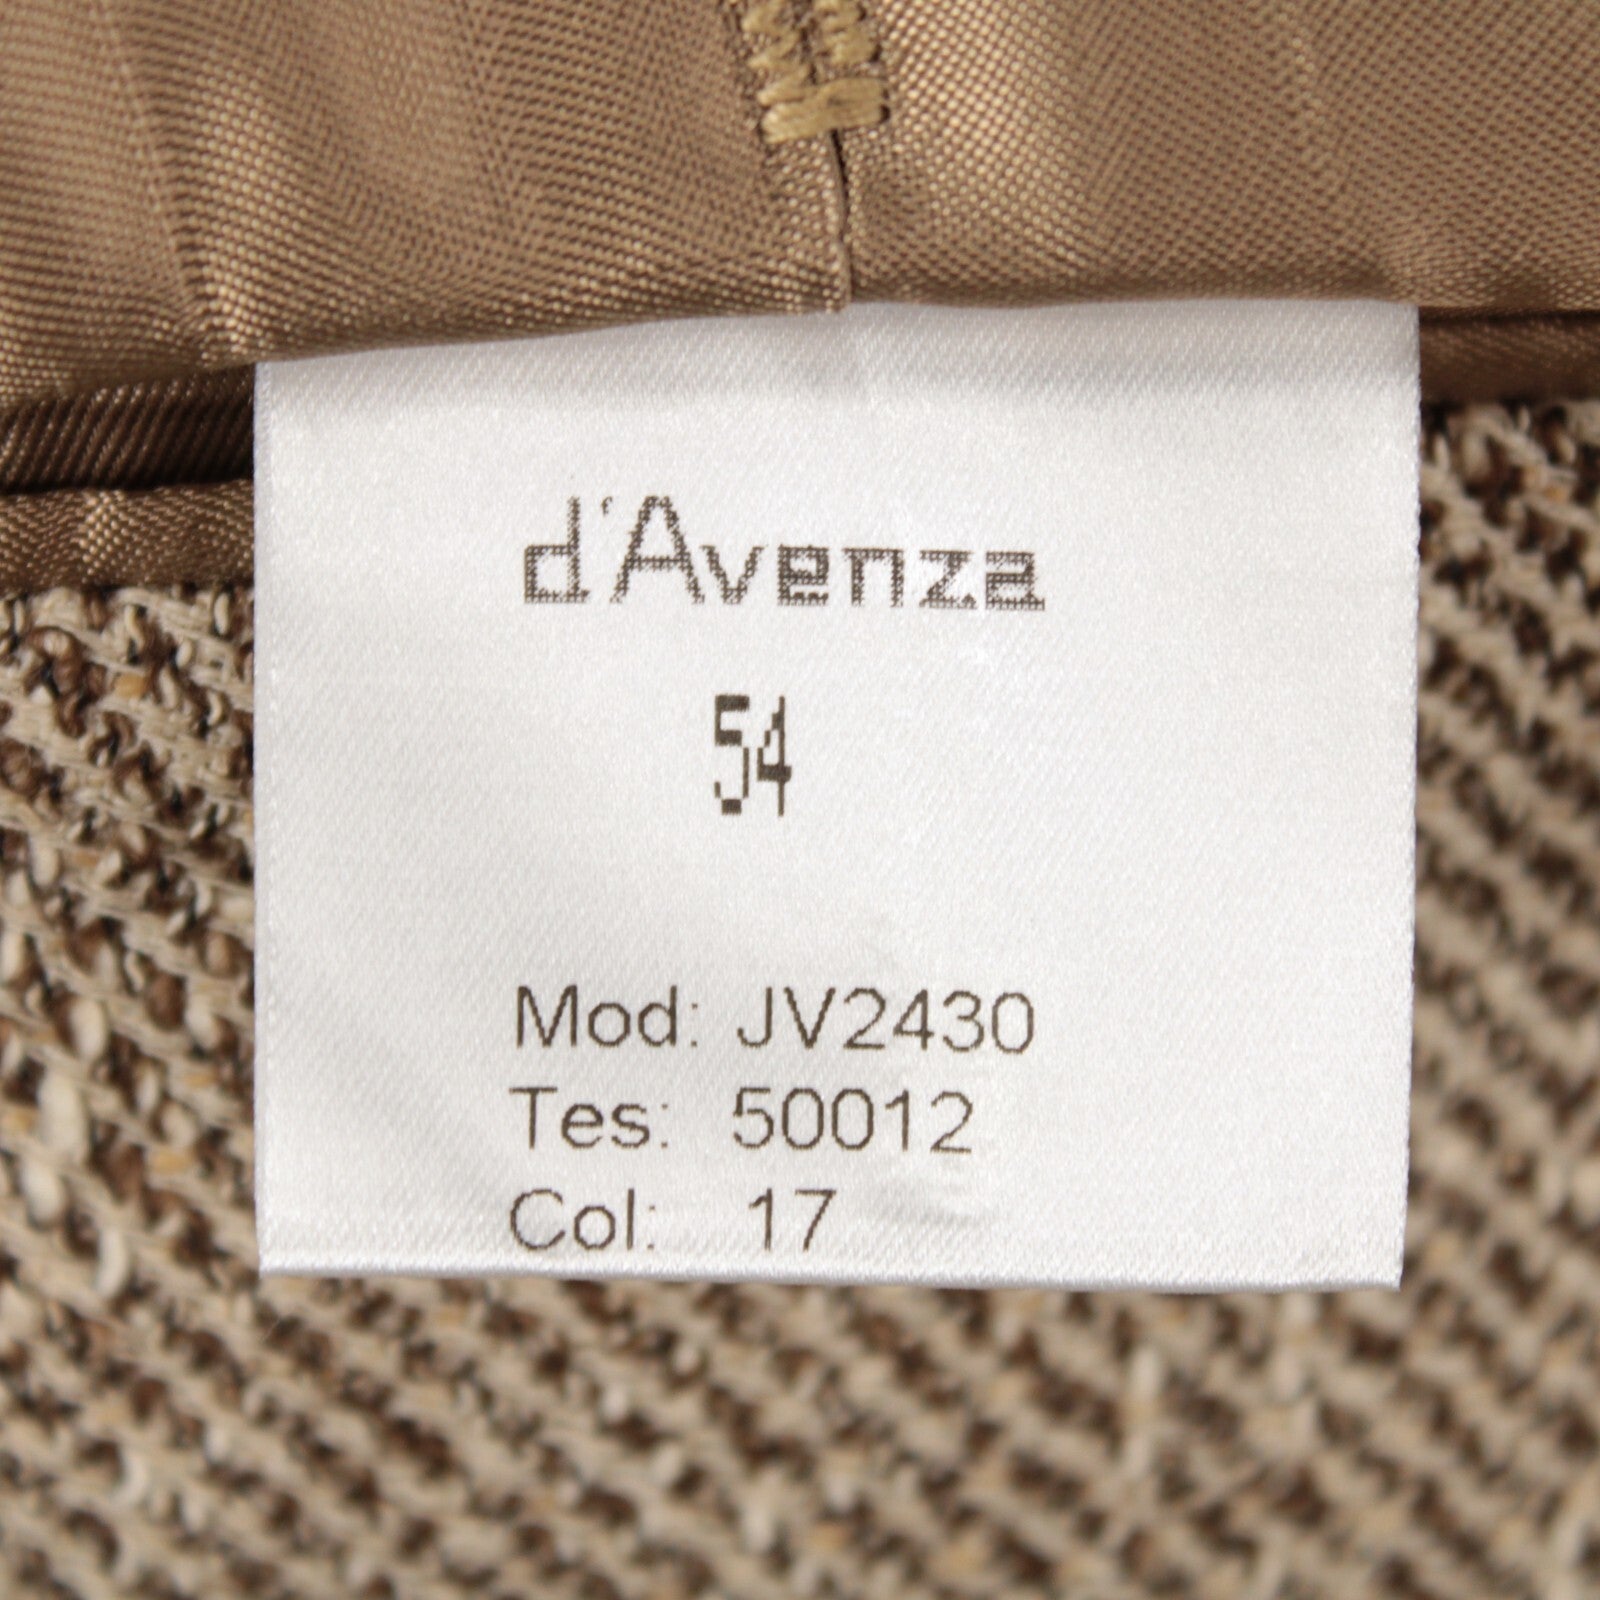 d'Avenza
54
Mod: JV2430
Tes: 50012
Col: 17